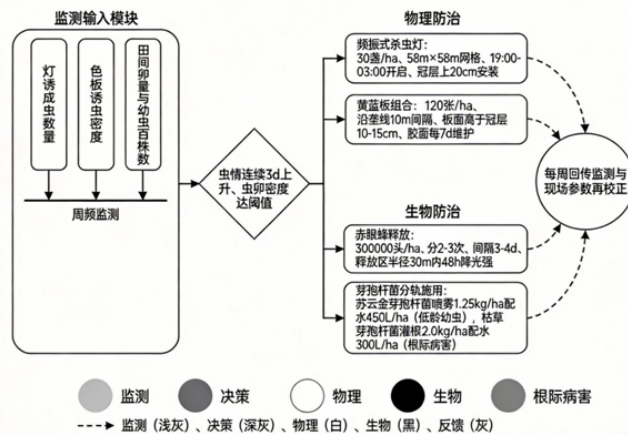 监测输入模块
灯诱成虫数量
色板诱虫密度
田间卵量与幼虫百株数
周频监测
虫情连续3d上
升、虫卵密度
达阈值
物理防治
频振式杀虫灯：
30盏/ha、58m×58m网格、19:00-
03:00开启、冠层上20cm安装
黄蓝板组合：120张/ha、
沿垄线10m间隔、板面高于冠层
10-15cm、胶面每7d维护
生物防治
赤眼蜂释放：
300000头/ha、分2-3次、间隔3-4d、
释放区半径30m内48h降光强
芽孢杆菌分轨施用：
苏云金芽孢杆菌喷雾1.25kg/ha配
水450L/ha（低龄幼虫），枯草
芽孢杆菌灌根2.0kg/ha配水
300L/ha（根际病害）
每周回传监测与
现场参数再校正
监测
决策
物理
生物
根际病害
监测（浅灰）、决策（深灰）、物理（白）、生物（黑）、反馈（灰）